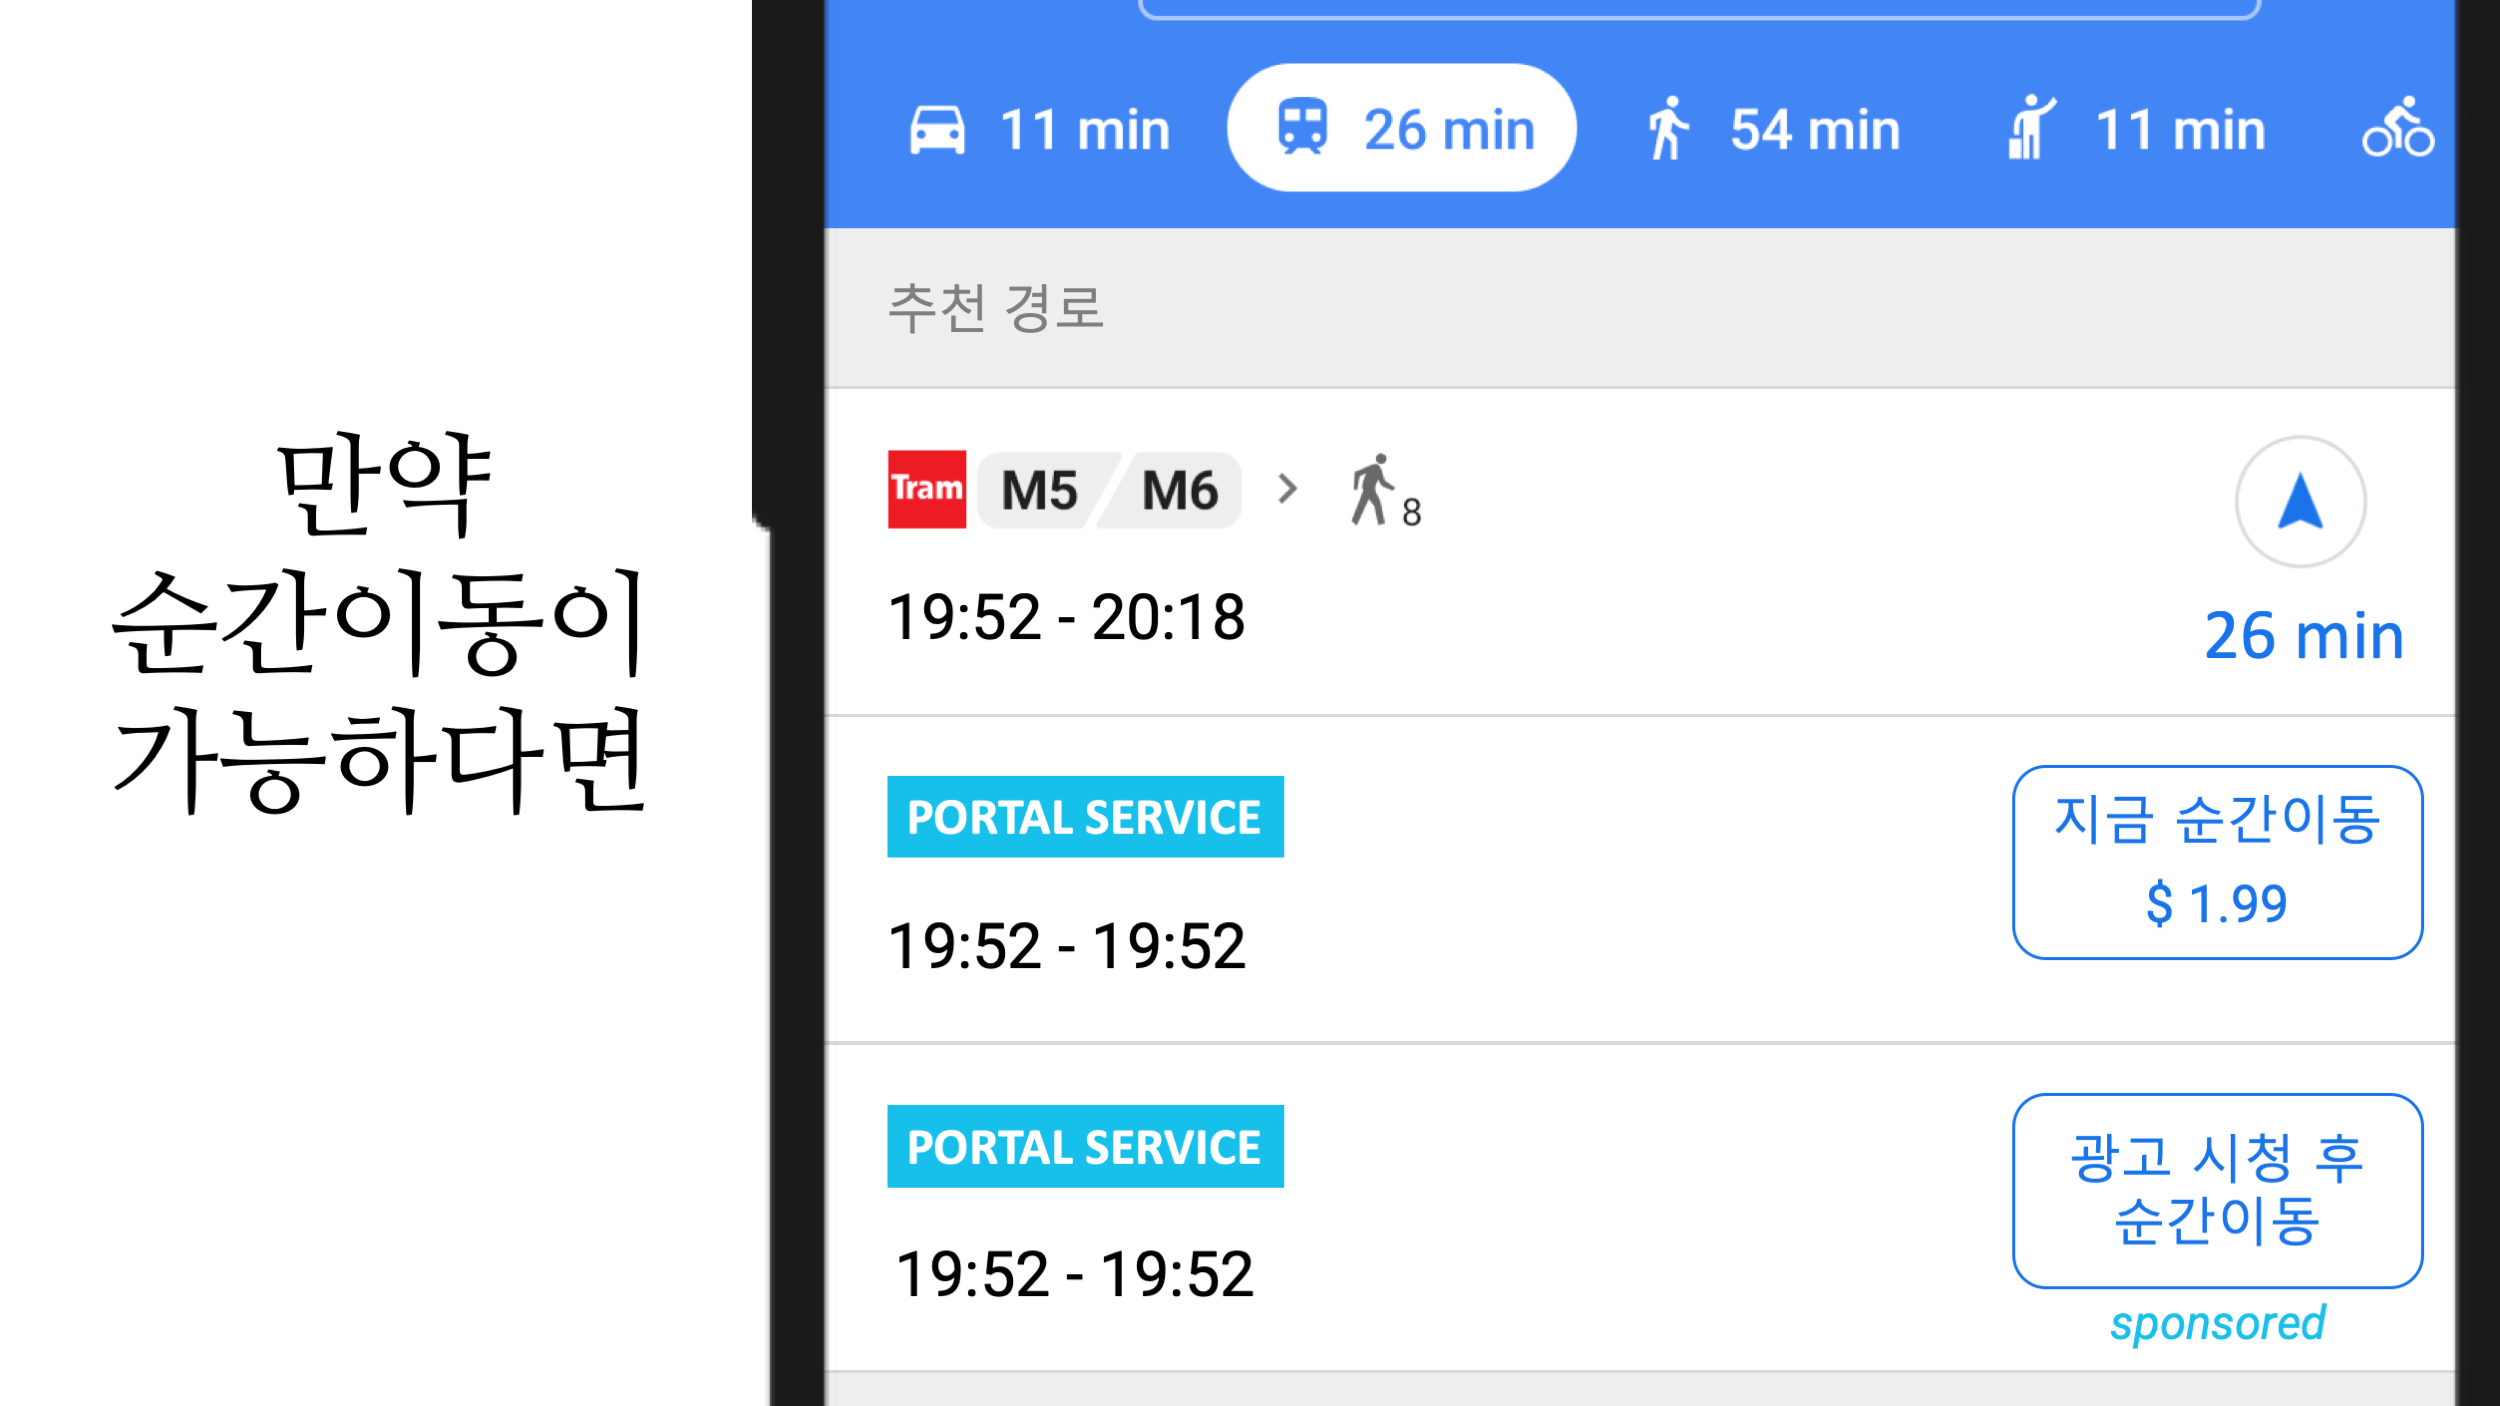 만약
순간이동이
가능하다면
11 min
26 min
54 min
11 min
추천 경로
Tram M5 M6 8
19:52 - 20:18
26 min
PORTAL SERVICE
19:52 - 19:52
지금 순간이동
$ 1.99
PORTAL SERVICE
19:52 - 19:52
광고 시청 후
순간이동
sponsored